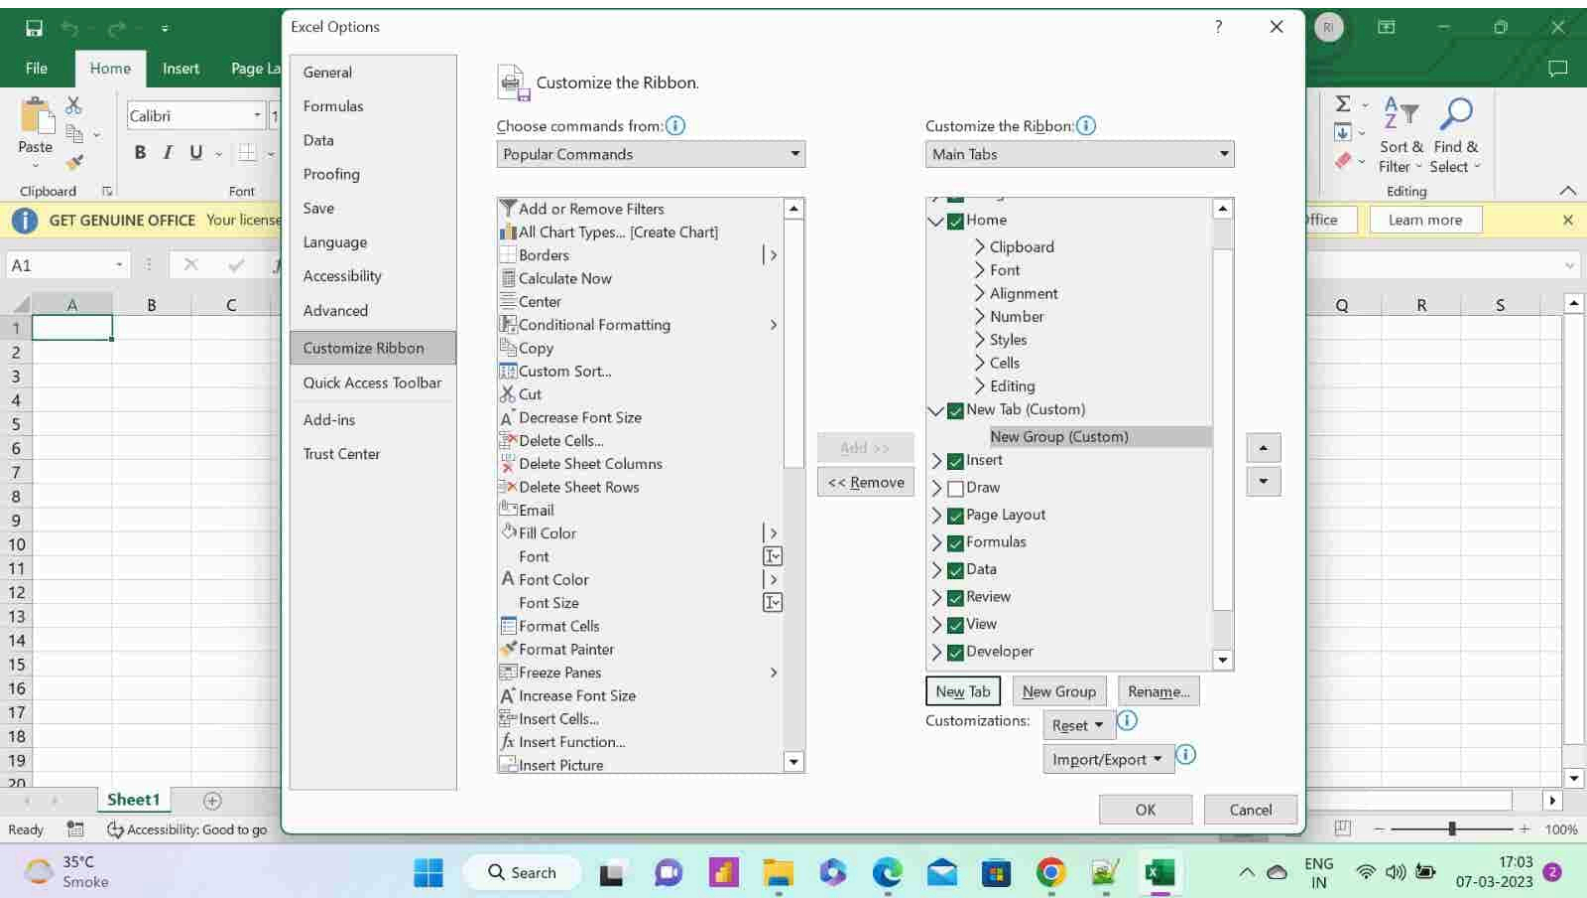 Excel Options
?
RI
File
Home
Insert
Page La
Paste
Clipboard
Calibri
1
B I U
Font
Sort & Filter
Find & Select
Editing
GET GENUINE OFFICE Your license
ffice
Learn more
A1
A B C
Q R S
1
2
3
4
5
6
7
8
9
10
11
12
13
14
15
16
17
18
19
20
General
Formulas
Data
Proofing
Save
Language
Accessibility
Advanced
Customize Ribbon
Quick Access Toolbar
Add-ins
Trust Center
Customize the Ribbon.
Choose commands from:
Popular Commands
Add or Remove Filters
All Chart Types... [Create Chart]
Borders
Calculate Now
Center
Conditional Formatting
Copy
Custom Sort...
Cut
Decrease Font Size
Delete Cells...
Delete Sheet Columns
Delete Sheet Rows
Email
Fill Color
Font
Font Color
Font Size
Format Cells
Format Painter
Freeze Panes
Increase Font Size
Insert Cells...
Insert Function...
Insert Picture
Add >>
<< Remove
Customize the Ribbon:
Main Tabs
Home
Clipboard
Font
Alignment
Number
Styles
Cells
Editing
New Tab (Custom)
New Group (Custom)
Insert
Draw
Page Layout
Formulas
Data
Review
View
Developer
New Tab
New Group
Rename...
Customizations:
Reset
Import/Export
OK
Cancel
Sheet1
Ready
Accessibility: Good to go
100%
35°C
Smoke
Search
ENG
IN
17:03
07-03-2023
2